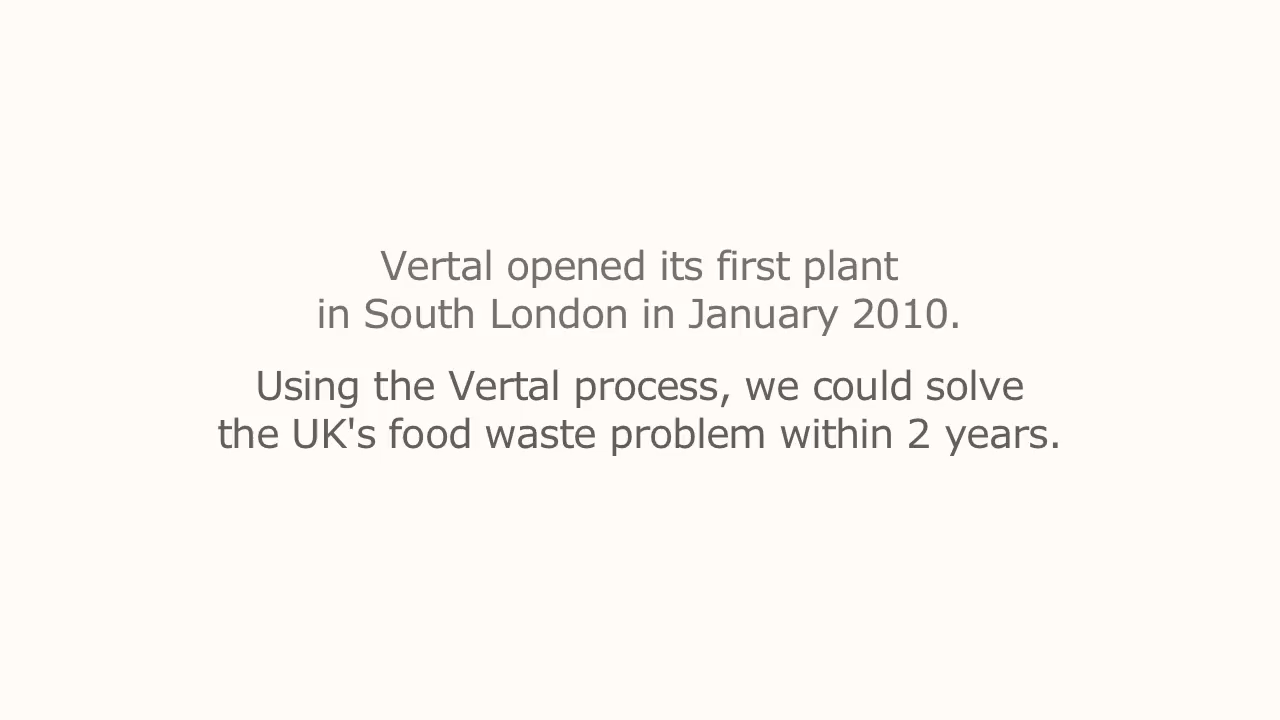 Vertal opened its first plant
in South London in January 2010.
Using the Vertal process, we could solve
the UK's food waste problem within 2 years.